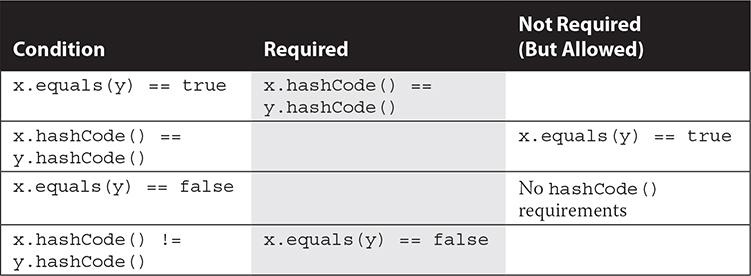 Condition
Required
Not Required
(But Allowed)
x.equals(y) == true
x.hashCode() ==
y.hashCode()
x.hashCode() ==
y.hashCode()
x.equals(y) == true
x.equals(y) == false
No hashCode()
requirements
x.hashCode() !=
y.hashCode()
x.equals(y) == false